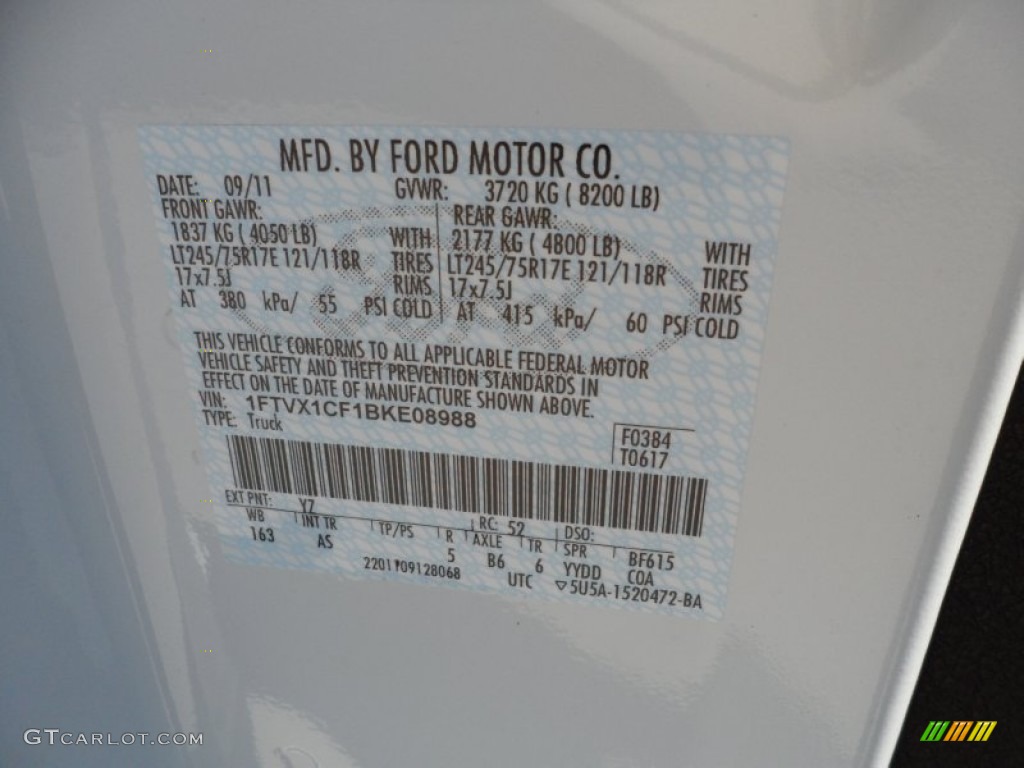 MFD. BY FORD MOTOR CO.
DATE: 09/11 GVWR: 3720 KG ( 8200 LB)
FRONT GAWR: REAR GAWR:
1837 KG ( 4050 LB) WITH 2177 KG ( 4800 LB) WITH
LT245/75R17E 121/118R TIRES LT245/75R17E 121/118R TIRES
17x7.5J RIMS 17x7.5J RIMS
AT 380 kPa/ 55 PSI COLD AT 415 kPa/ 60 PSI COLD
THIS VEHICLE CONFORMS TO ALL APPLICABLE FEDERAL MOTOR
VEHICLE SAFETY AND THEFT PREVENTION STANDARDS IN
EFFECT ON THE DATE OF MANUFACTURE SHOWN ABOVE.
VIN: 1FTVX1CF1BKE08988
TYPE: Truck
F0384
T0617
EXT PNT: YZ RC: 52 DSO:
WB INT TR TP/PS R AXLE TR SPR BF615
163 AS 5 B6 6 YYDD COA
22011109128068 UTC ▽5U5A-1520472-BA
GTCARLOT.COM